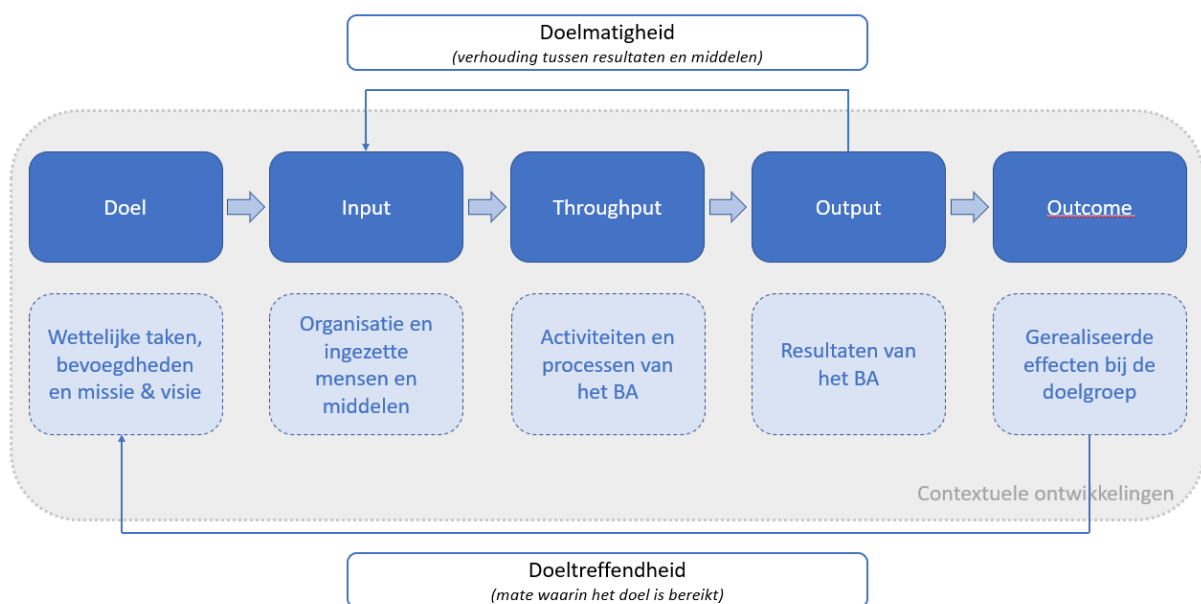 Doelmatigheid
(verhouding tussen resultaten en middelen)
Doel
Input
Throughput
Output
Outcome
Wettelijke taken,
bevoegdheden
en missie & visie
Organisatie en
ingezette
mensen en
middelen
Activiteiten en
processen van
het BA
Resultaten van
het BA
Gerealiseerde
effecten bij de
doelgroep
Contextuele ontwikkelingen
Doeltreffendheid
(mate waarin het doel is bereikt)